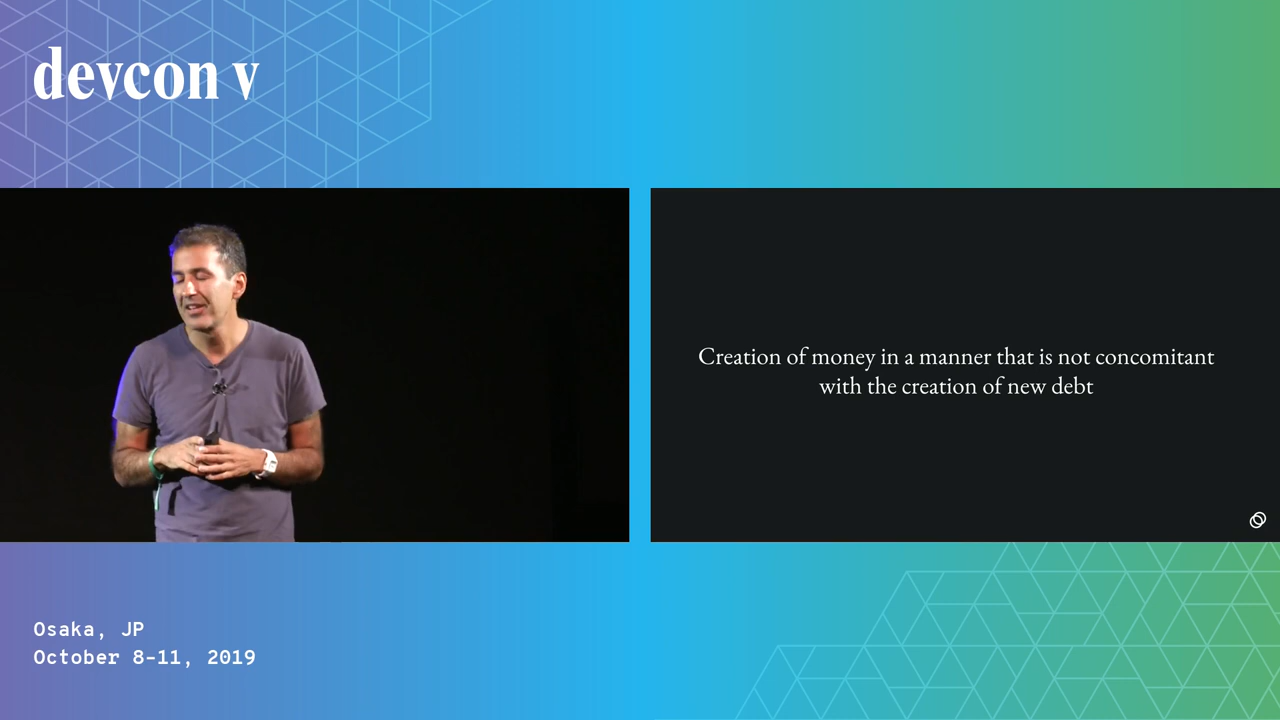 devcon v
Creation of money in a manner that is not concomitant
with the creation of new debt
Osaka, JP
October 8-11, 2019